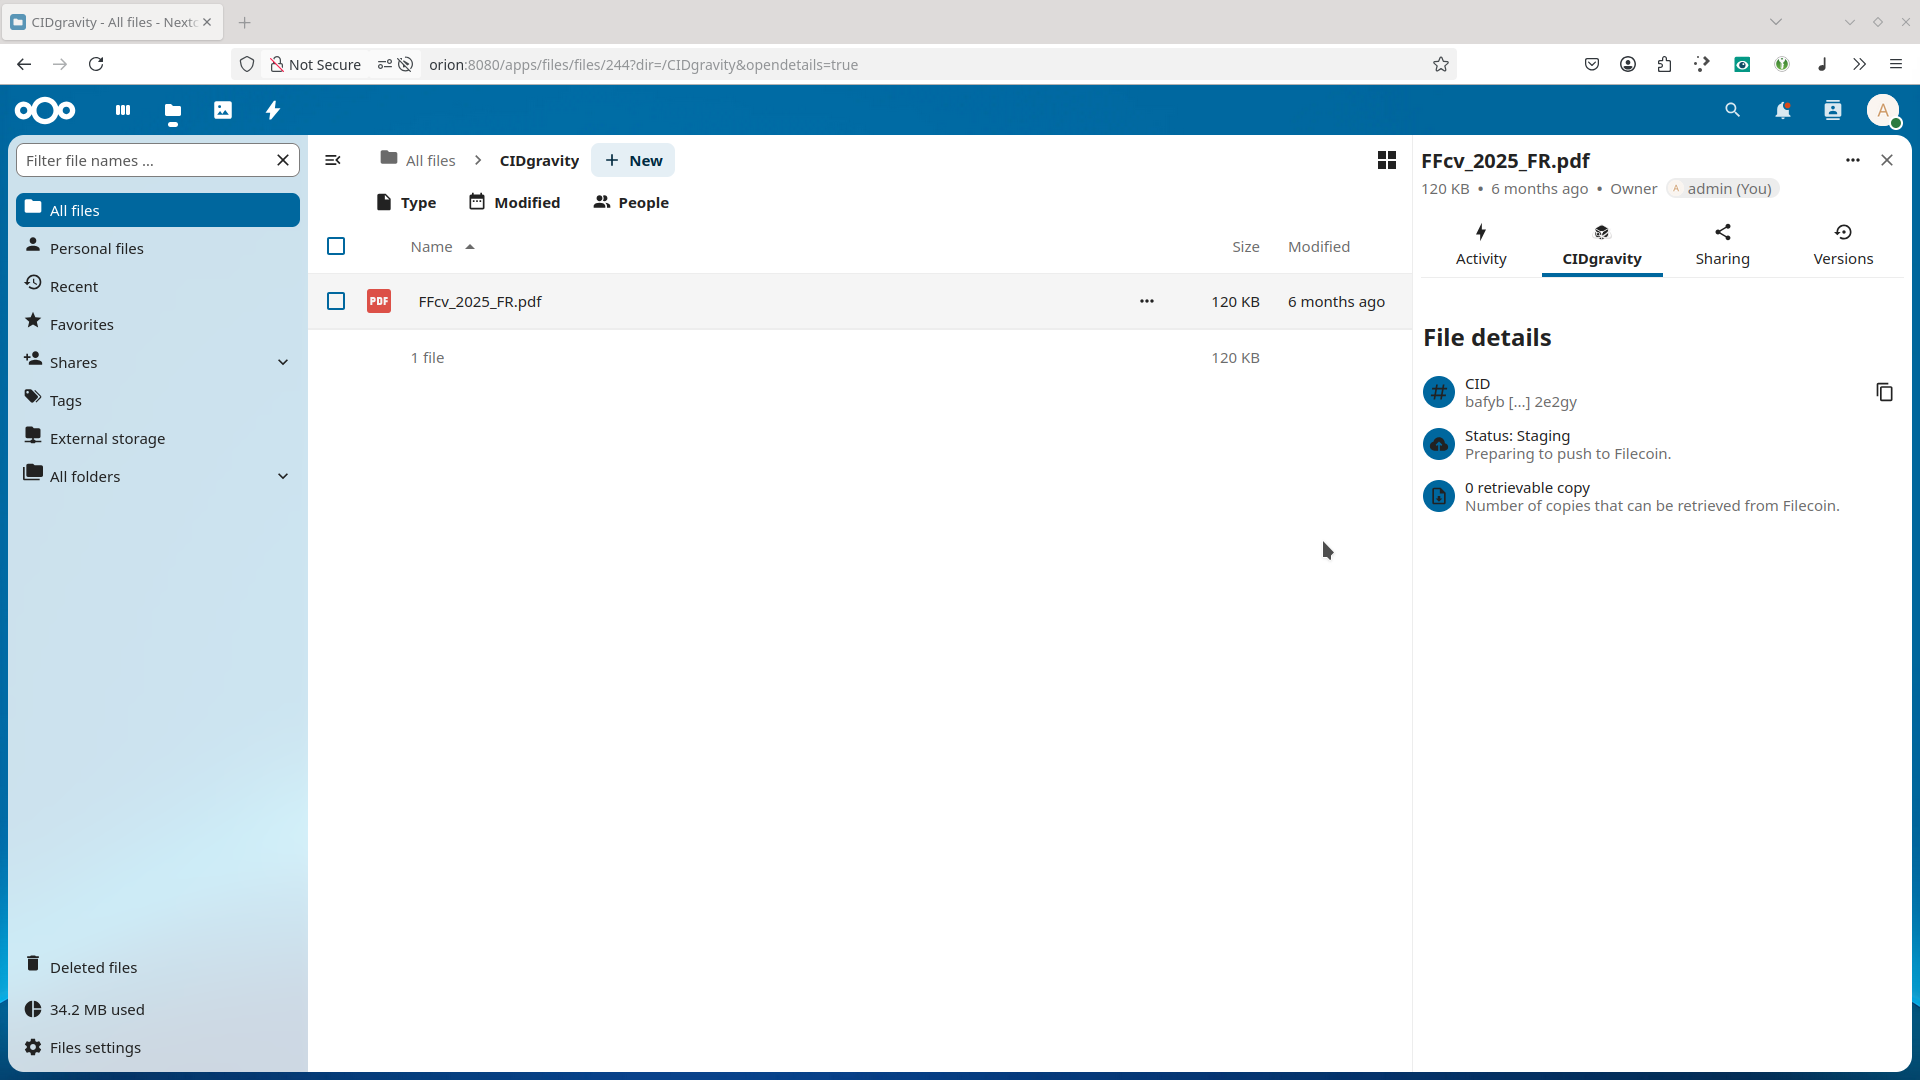 CIDgravity - All files - Nextc
Not Secure
orion:8080/apps/files/files/244?dir=/CIDgravity&opendetails=true
A
Filter file names ...
All files
Personal files
Recent
Favorites
Shares
Tags
External storage
All folders
Deleted files
34.2 MB used
Files settings
All files
CIDgravity
New
Type
Modified
People
Name
Size
Modified
PDF
FFcv_2025_FR.pdf
120 KB
6 months ago
1 file
120 KB
FFcv_2025_FR.pdf
120 KB • 6 months ago • Owner A admin (You)
Activity
CIDgravity
Sharing
Versions
File details
CID
bafyb [...] 2e2gy
Status: Staging
Preparing to push to Filecoin.
0 retrievable copy
Number of copies that can be retrieved from Filecoin.